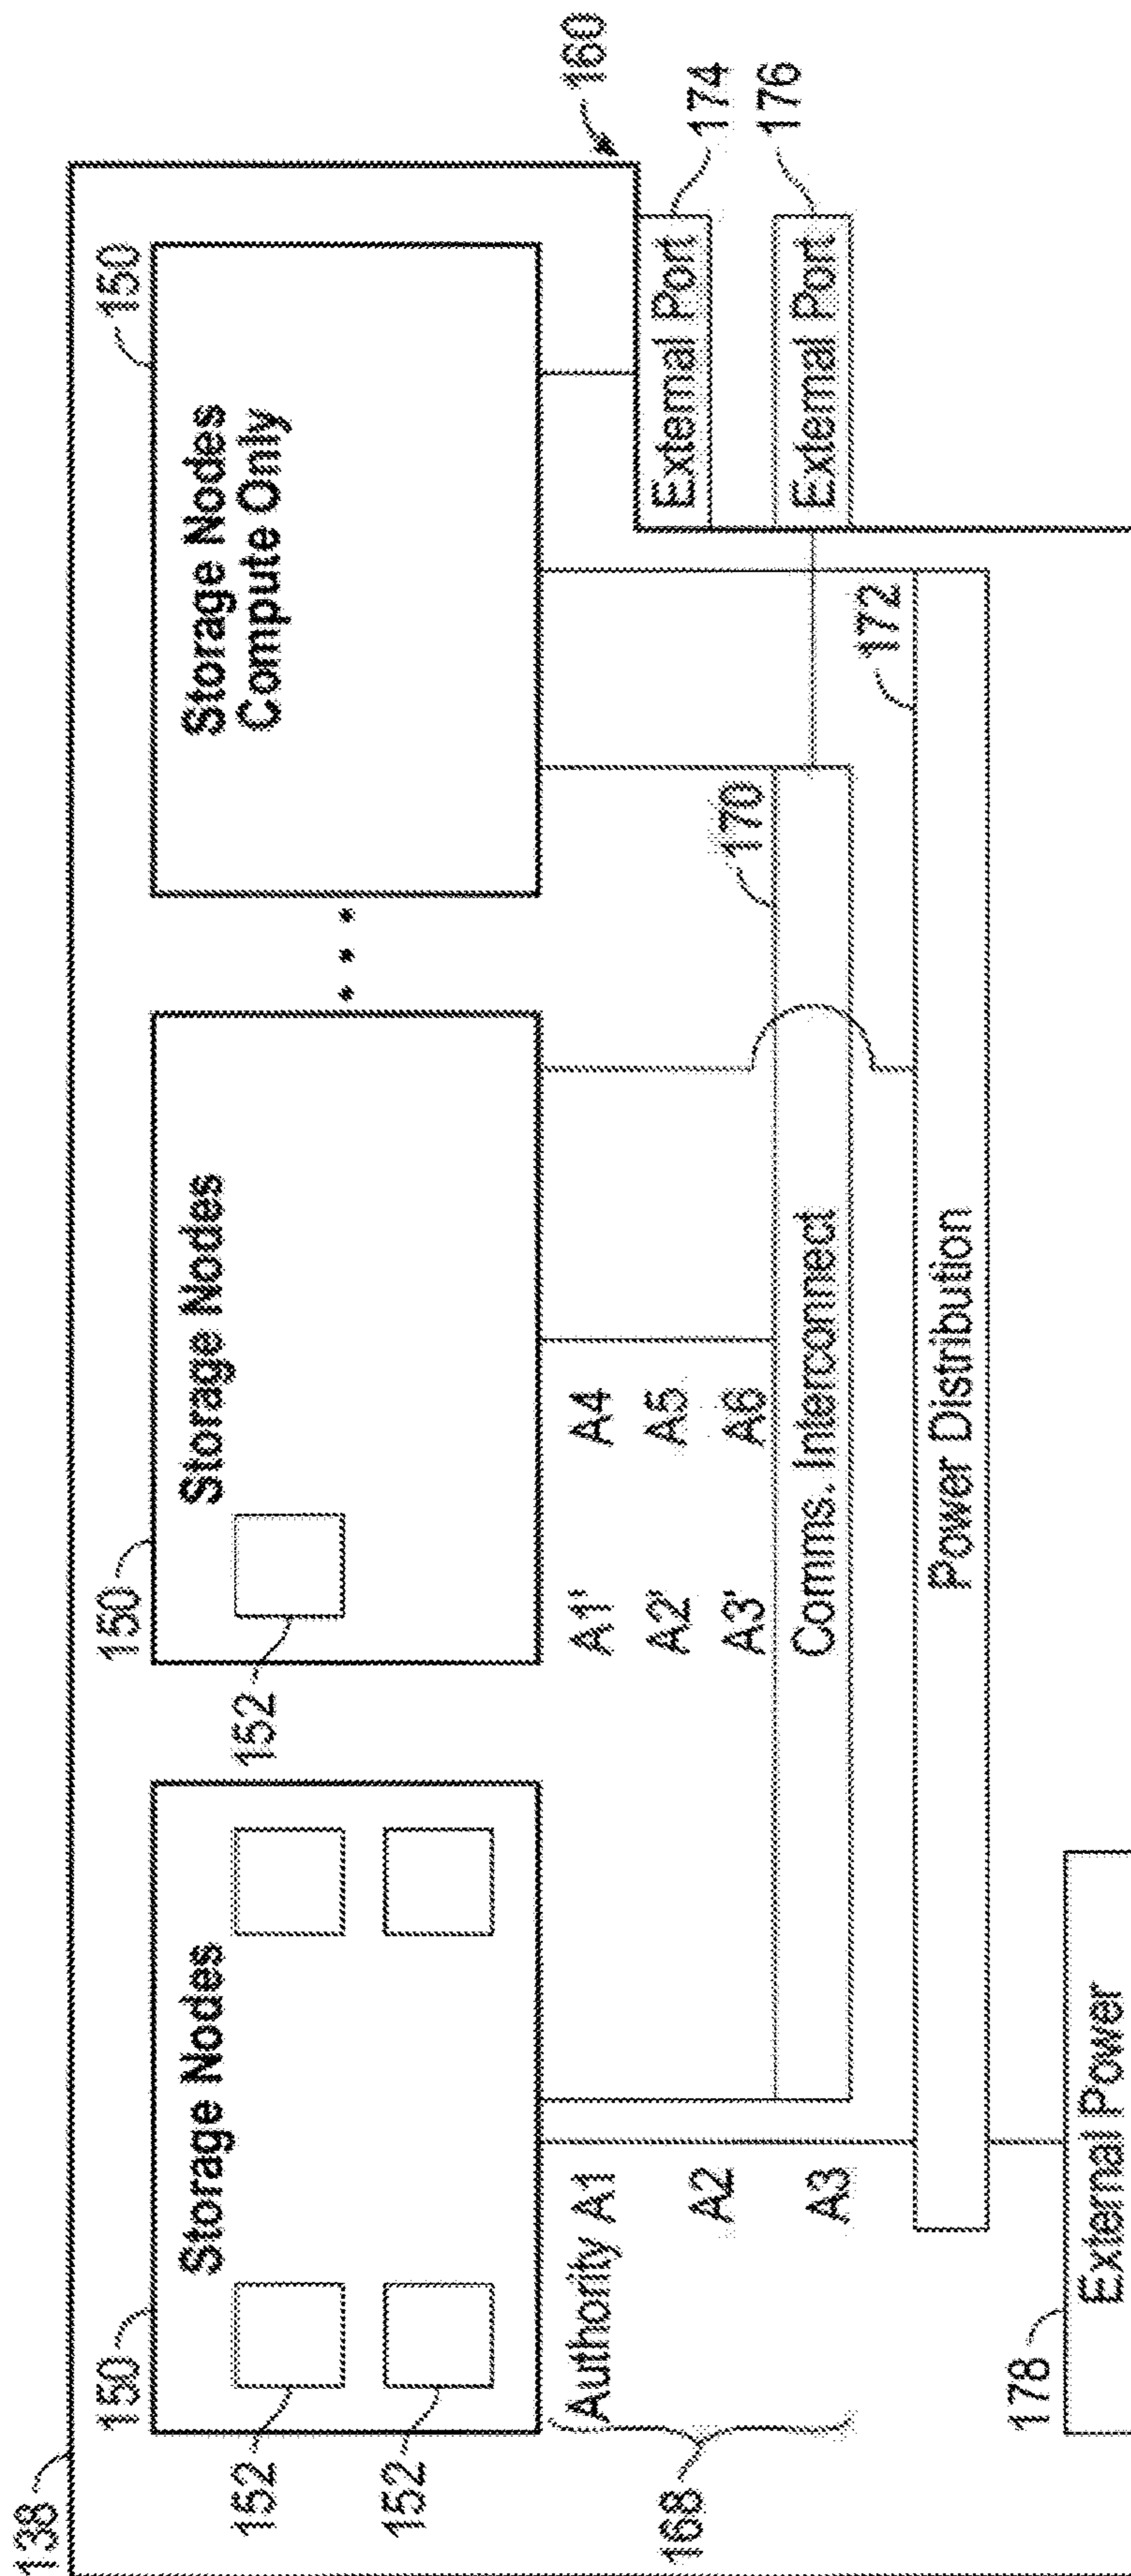 138
160
150
150
150
Storage Nodes
Storage Nodes
Storage Nodes
Compute Only
152
152
152
168
Authority A1
A2
A3
A1' A4
A2' A5
A3' A6
170
Comms. Interconnect
172
Power Distribution
External Port
174
External Port
176
178
External Power